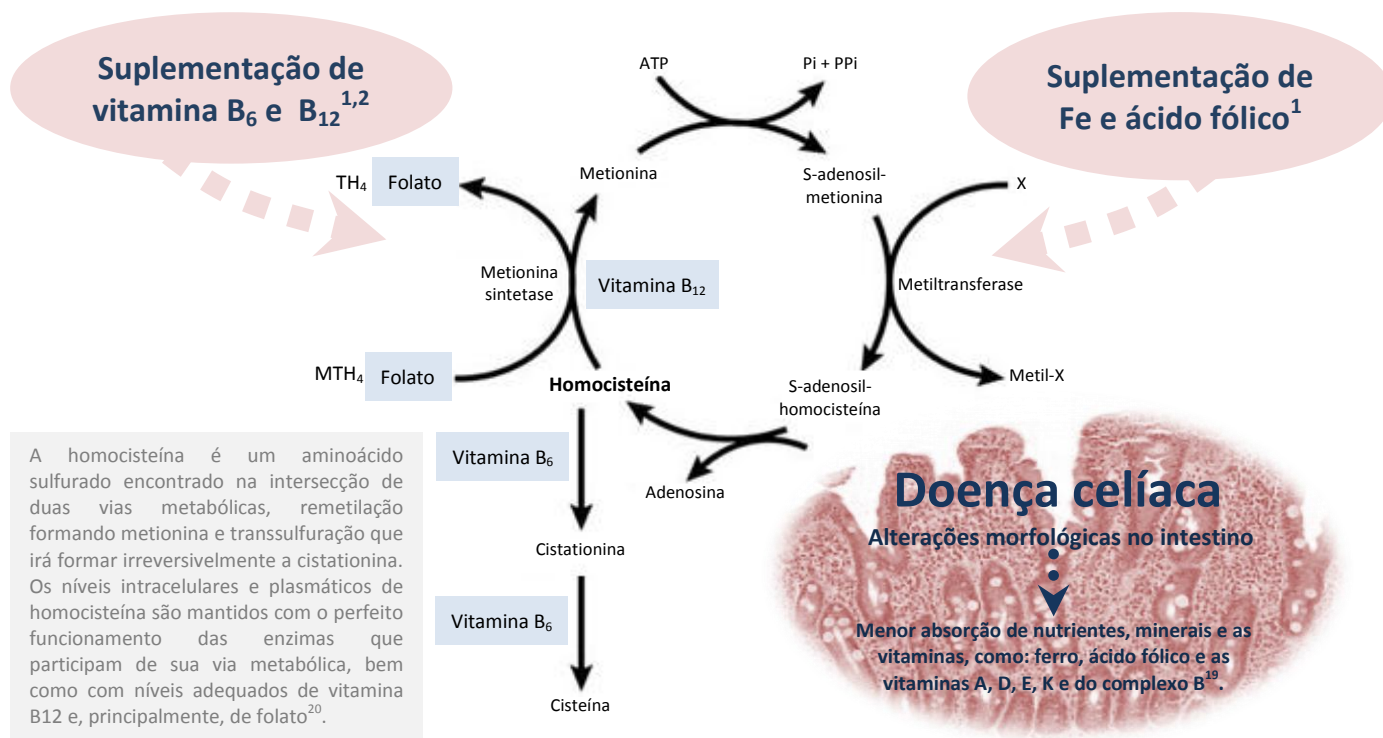 Suplementação de
vitamina B₆ e B₁₂¹,²
ATP
Pi + PPi
Suplementação de
Fe e ácido fólico¹
TH₄ Folato
Metionina
S-adenosil-
metionina
X
Metionina
sintetase
Vitamina B₁₂
Metiltransferase
MTH₄ Folato
Homocisteína
S-adenosil-
homocisteína
Metil-X
Vitamina B₆
Adenosina
Cistationina
Vitamina B₆
Cisteína
A homocisteína é um aminoácido
sulfurado encontrado na intersecção de
duas vias metabólicas, remetilação
formando metionina e transsulfuração que
irá formar irreversivelmente a cistationina.
Os níveis intracelulares e plasmáticos de
homocisteína são mantidos com o perfeito
funcionamento das enzimas que
participam de sua via metabólica, bem
como com níveis adequados de vitamina
B12 e, principalmente, de folato²⁰.
Doença celíaca
Alterações morfológicas no intestino
Menor absorção de nutrientes, minerais e as
vitaminas, como: ferro, ácido fólico e as
vitaminas A, D, E, K e do complexo B¹⁹.